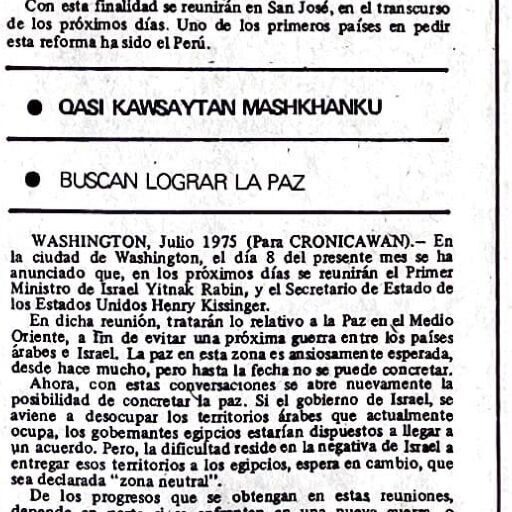 Con esta finalidad se reunirán en San José, en el transcurso
de los próximos días. Uno de los primeros países en pedir
esta reforma ha sido el Perú.
● QASI KAWSAYTAN MASHKHANKU
● BUSCAN LOGRAR LA PAZ
WASHINGTON, Julio 1975 (Para CRONICAWAN).— En
la ciudad de Washington, el día 8 del presente mes se ha
anunciado que, en los próximos días se reunirán el Primer
Ministro de Israel Yitnak Rabin, y el Secretario de Estado de
los Estados Unidos Henry Kissinger.
En dicha reunión, tratarán lo relativo a la Paz en el Medio
Oriente, a fin de evitar una próxima guerra entre los países
árabes e Israel. La paz en esta zona es ansiosamente esperada,
desde hace mucho, pero hasta la fecha no se puede concretar.
Ahora, con estas conversaciones se abre nuevamente la
posibilidad de concretar la paz. Si el gobierno de Israel, se
aviene a desocupar los territorios árabes que actualmente
ocupa, los gobernantes egipcios estarían dispuestos a llegar a
un acuerdo. Pero, la dificultad reside en la negativa de Israel a
entregar esos territorios a los egipcios, espera en cambio, que
sea declarada "zona neutral".
De los progresos que se obtengan en estas reuniones,